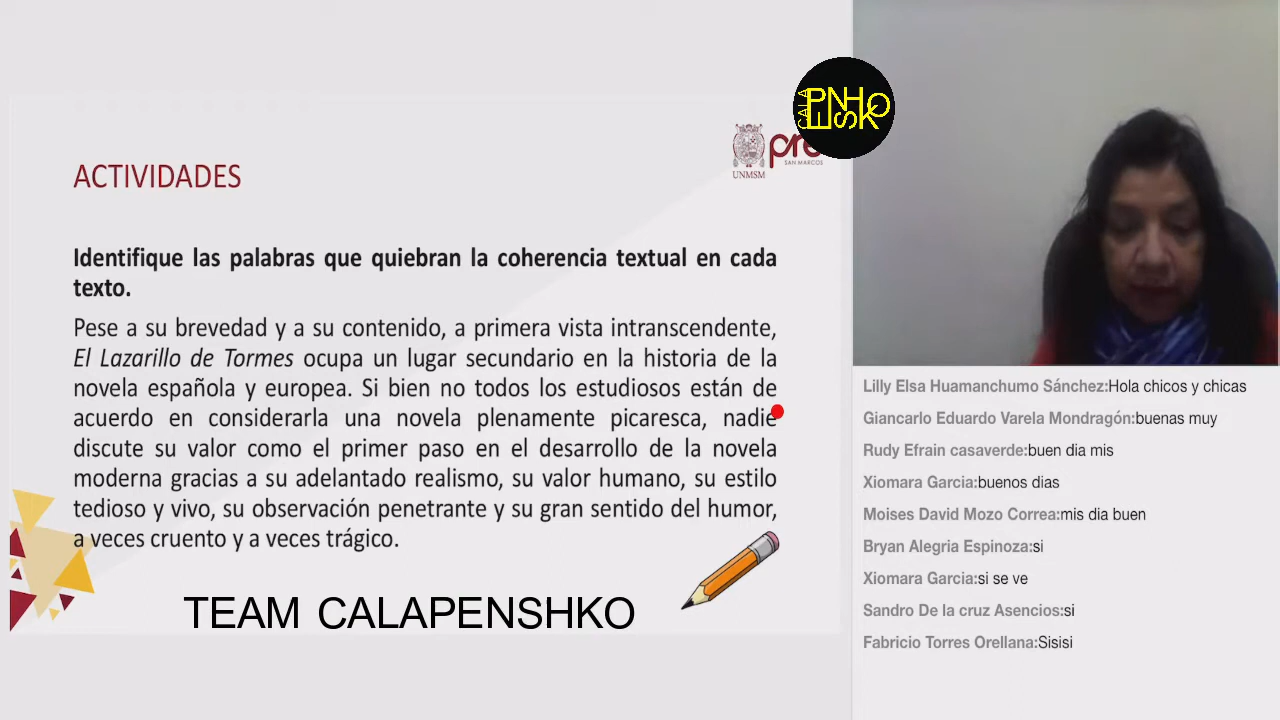 ACTIVIDADES
UNMSM
SAN MARCOS
CALA
PENHSKO
Identifique las palabras que quiebran la coherencia textual en cada
texto.
Pese a su brevedad y a su contenido, a primera vista intranscendente,
El Lazarillo de Tormes ocupa un lugar secundario en la historia de la
novela española y europea. Si bien no todos los estudiosos están de
acuerdo en considerarla una novela plenamente picaresca, nadie
discute su valor como el primer paso en el desarrollo de la novela
moderna gracias a su adelantado realismo, su valor humano, su estilo
tedioso y vivo, su observación penetrante y su gran sentido del humor,
a veces cruento y a veces trágico.
TEAM CALAPENSHKO
Lilly Elsa Huamanchumo Sánchez:Hola chicos y chicas
Giancarlo Eduardo Varela Mondragón:buenas muy
Rudy Efrain casaverde:buen dia mis
Xiomara Garcia:buenos dias
Moises David Mozo Correa:mis dia buen
Bryan Alegria Espinoza:si
Xiomara Garcia:si se ve
Sandro De la cruz Asencios:si
Fabricio Torres Orellana:Sisisi